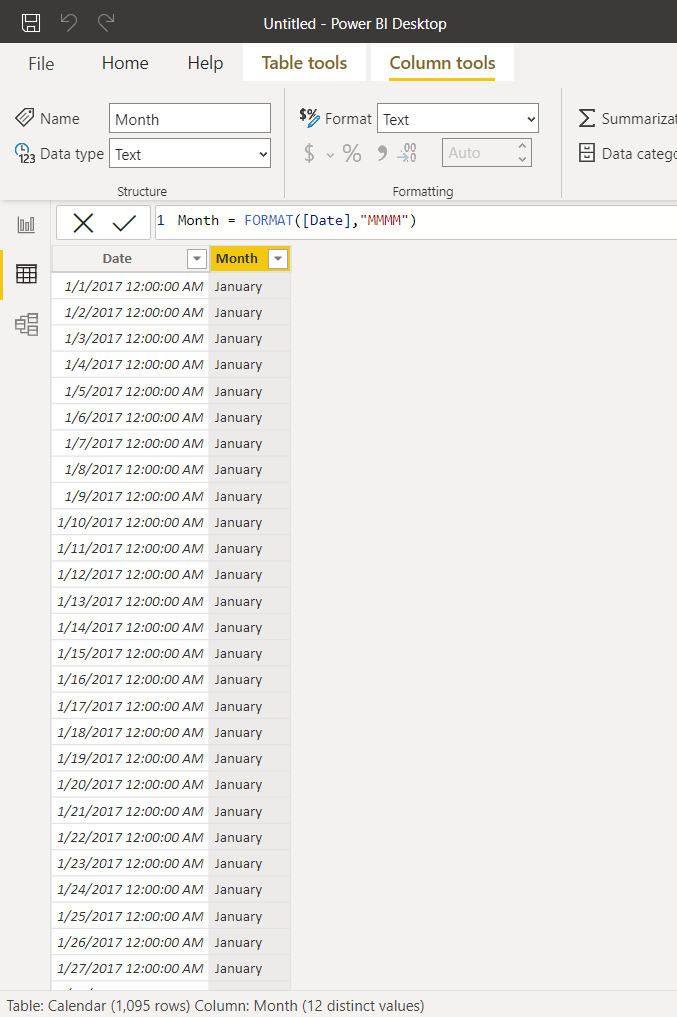 Untitled - Power BI Desktop
File Home Help Table tools Column tools
Name Month $% Format Text Summarizat
123 Data type Text $ % 9 .00 Auto Data catego
Structure Formatting
1 Month = FORMAT([Date],"MMMM")
Date Month
1/1/2017 12:00:00 AM January
1/2/2017 12:00:00 AM January
1/3/2017 12:00:00 AM January
1/4/2017 12:00:00 AM January
1/5/2017 12:00:00 AM January
1/6/2017 12:00:00 AM January
1/7/2017 12:00:00 AM January
1/8/2017 12:00:00 AM January
1/9/2017 12:00:00 AM January
1/10/2017 12:00:00 AM January
1/11/2017 12:00:00 AM January
1/12/2017 12:00:00 AM January
1/13/2017 12:00:00 AM January
1/14/2017 12:00:00 AM January
1/15/2017 12:00:00 AM January
1/16/2017 12:00:00 AM January
1/17/2017 12:00:00 AM January
1/18/2017 12:00:00 AM January
1/19/2017 12:00:00 AM January
1/20/2017 12:00:00 AM January
1/21/2017 12:00:00 AM January
1/22/2017 12:00:00 AM January
1/23/2017 12:00:00 AM January
1/24/2017 12:00:00 AM January
1/25/2017 12:00:00 AM January
1/26/2017 12:00:00 AM January
1/27/2017 12:00:00 AM January
Table: Calendar (1,095 rows) Column: Month (12 distinct values)